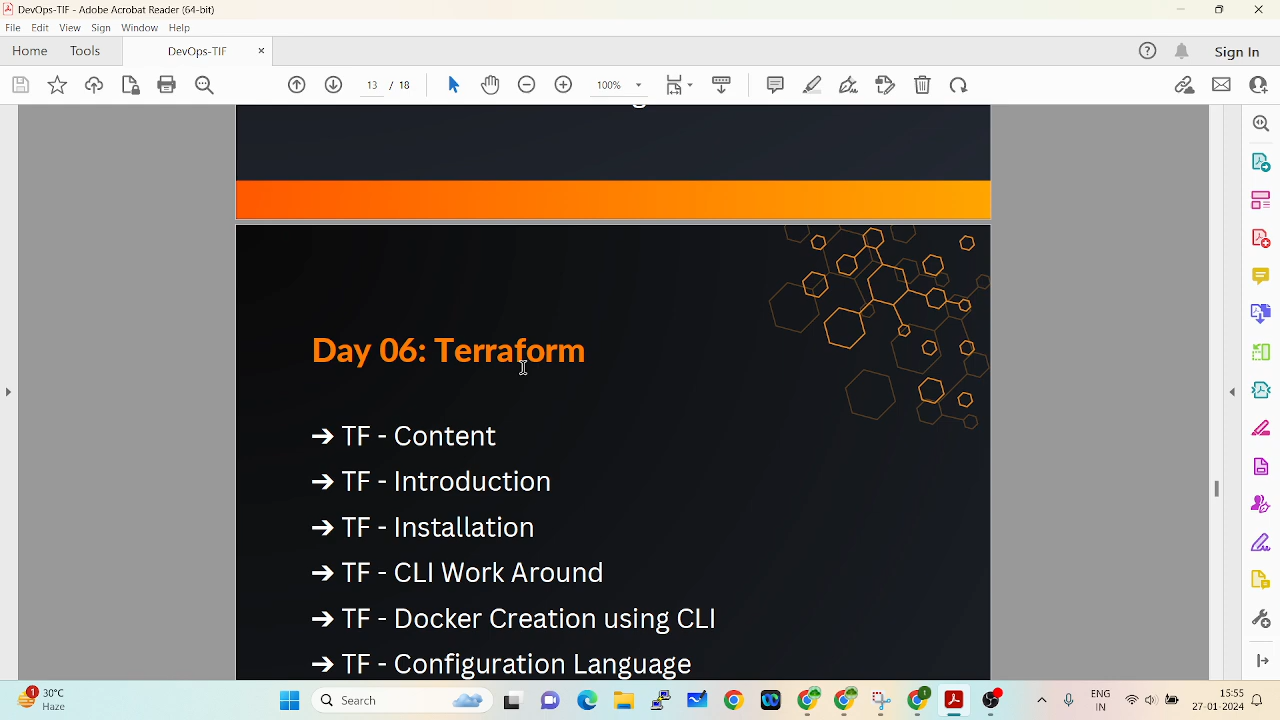 DevOps-TIF - Adobe Acrobat Reader (64-bit)
File Edit View Sign Window Help
Home Tools DevOps-TIF × Sign In
13 / 18 100%
Day 06: Terraform
➔ TF - Content
➔ TF - Introduction
➔ TF - Installation
➔ TF - CLI Work Around
➔ TF - Docker Creation using CLI
➔ TF - Configuration Language
1 30°C
Haze
Search
1
ENG
IN
15:55
27-01-2024